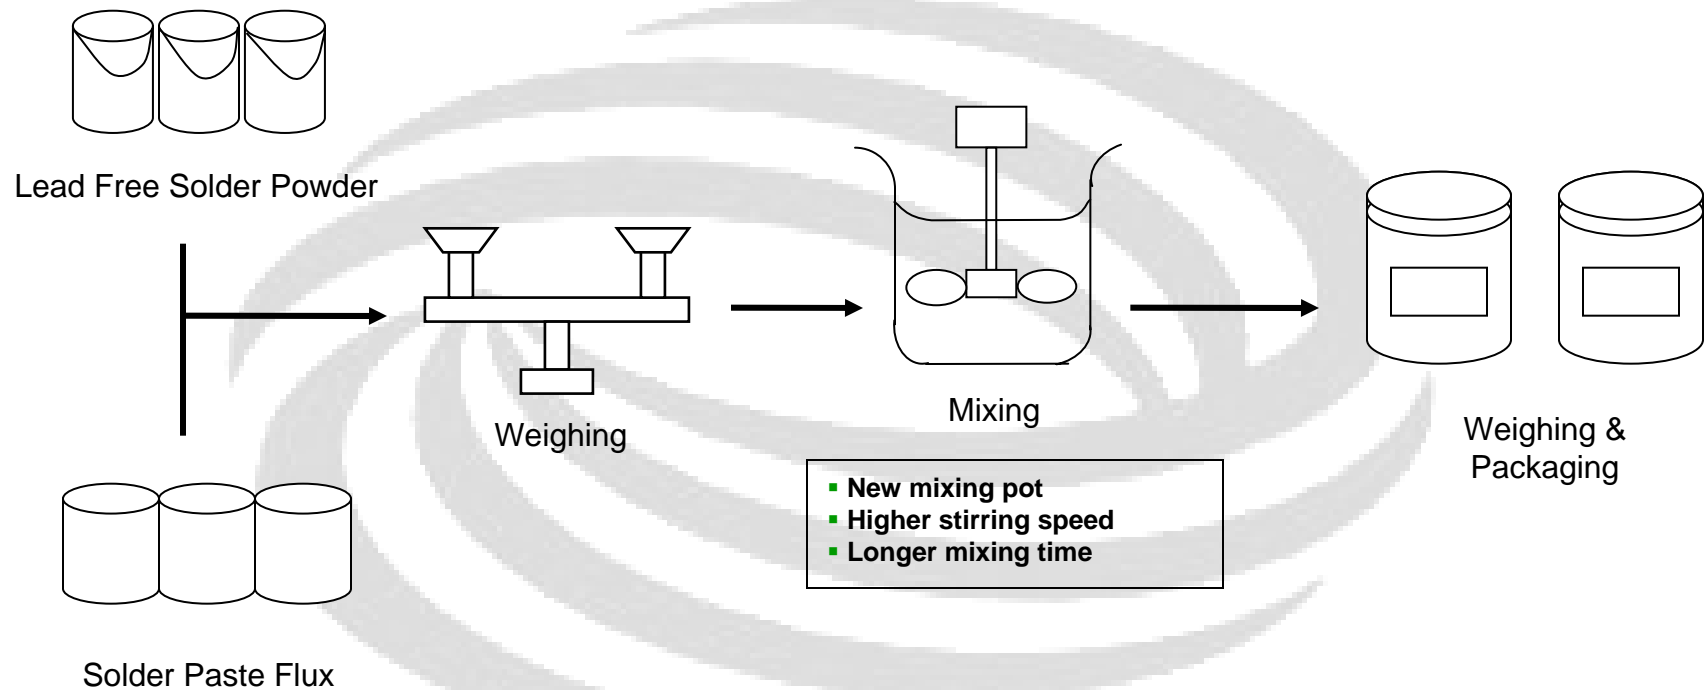 Lead Free Solder Powder
Weighing
Mixing
Weighing &
Packaging
▪ New mixing pot
▪ Higher stirring speed
▪ Longer mixing time
Solder Paste Flux